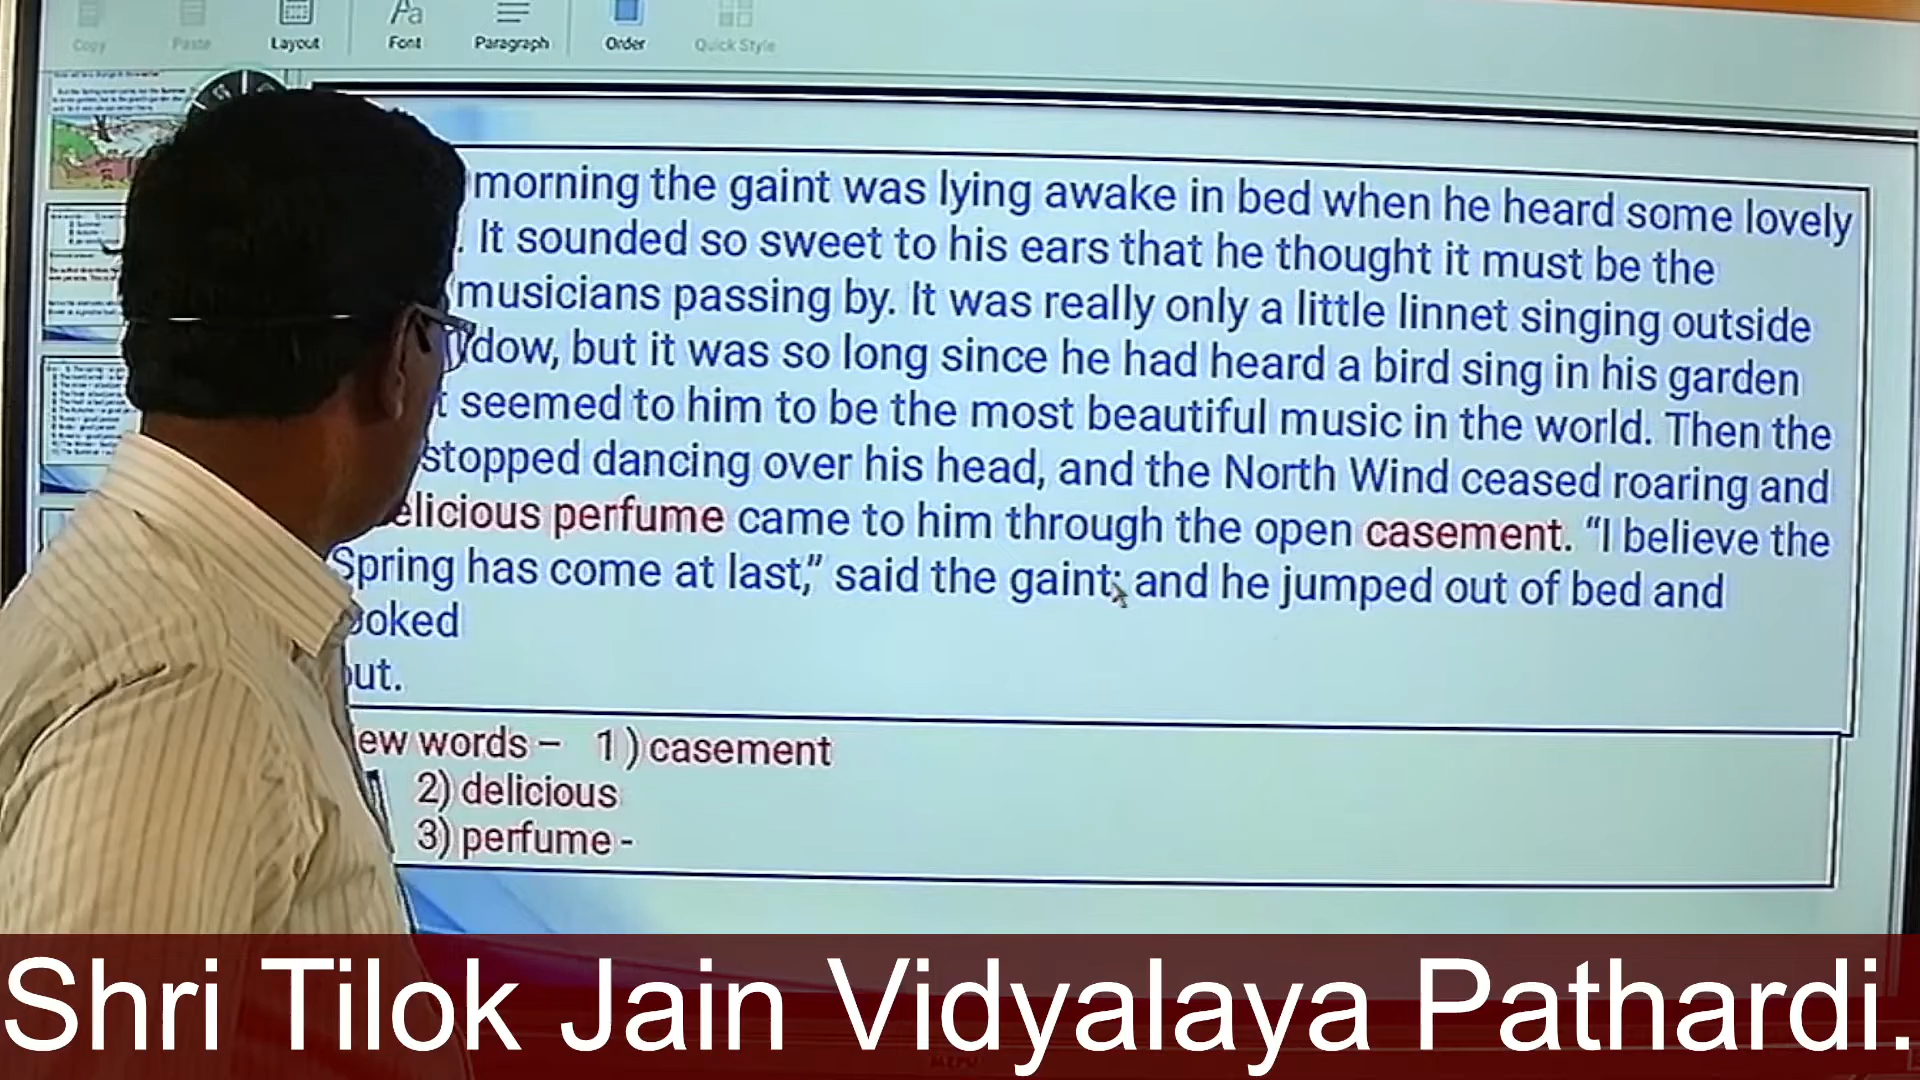 Copy
Paste
Layout
Font
Paragraph
Order
Quick Style
morning the gaint was lying awake in bed when he heard some lovely
. It sounded so sweet to his ears that he thought it must be the
musicians passing by. It was really only a little linnet singing outside
dow, but it was so long since he had heard a bird sing in his garden
t seemed to him to be the most beautiful music in the world. Then the
stopped dancing over his head, and the North Wind ceased roaring and
elicious perfume came to him through the open casement. “I believe the
Spring has come at last,” said the gaint; and he jumped out of bed and
ooked
out.
ew words – 1 ) casement
2) delicious
3) perfume -
Shri Tilok Jain Vidyalaya Pathardi.